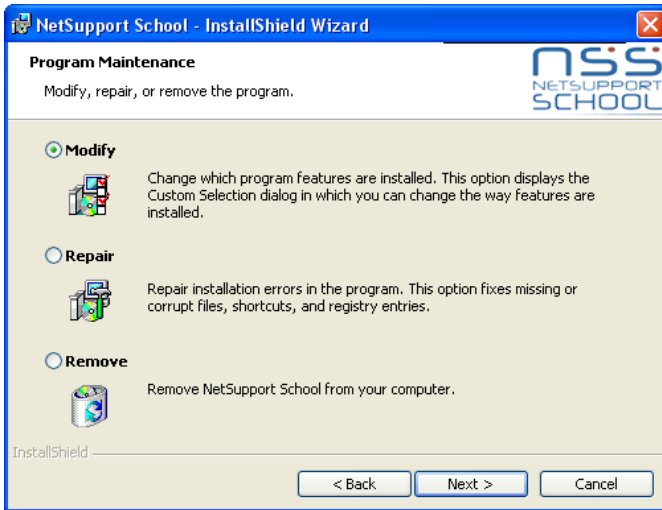 NetSupport School - InstallShield Wizard
Program Maintenance
Modify, repair, or remove the program.
nss
NETSUPPORT
SCHOOL
Modify
Change which program features are installed. This option displays the
Custom Selection dialog in which you can change the way features are
installed.
Repair
Repair installation errors in the program. This option fixes missing or
corrupt files, shortcuts, and registry entries.
Remove
Remove NetSupport School from your computer.
InstallShield
< Back
Next >
Cancel